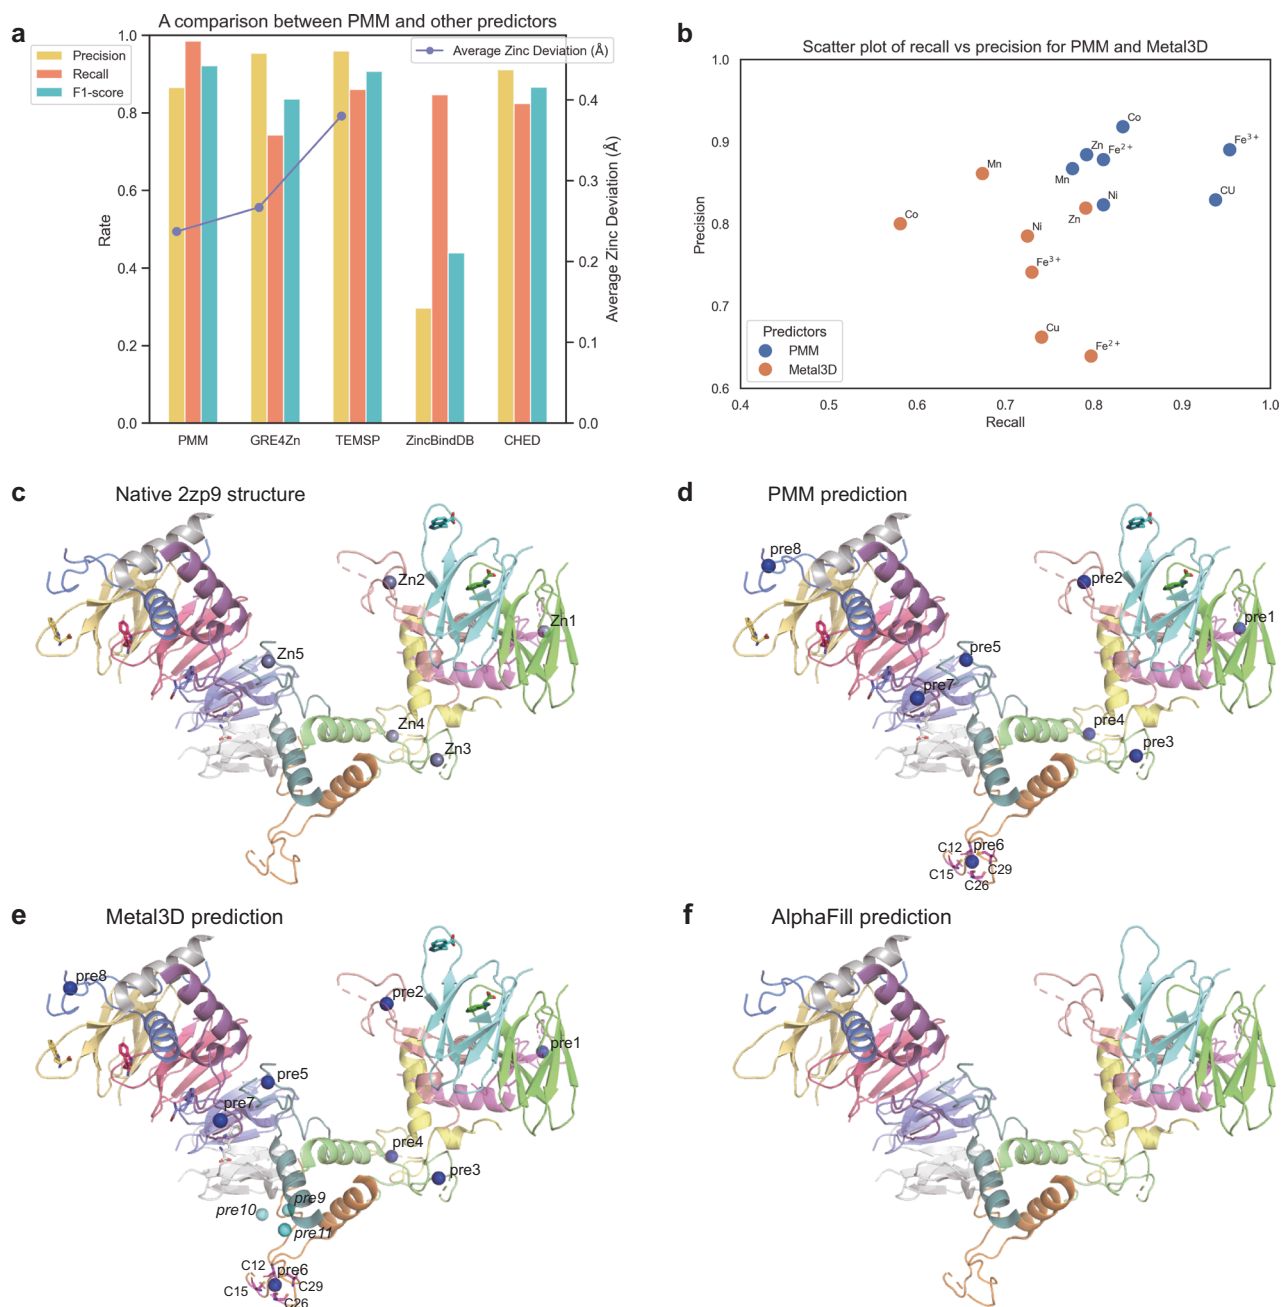 a
A comparison between PMM and other predictors
Precision
Recall
F1-score
Average Zinc Deviation (Å)
1.0
0.8
0.6
0.4
0.2
0.0
Rate
0.4
0.3
0.2
0.1
0.0
Average Zinc Deviation (Å)
PMM
GRE4Zn
TEMSP
ZincBindDB
CHED
b
Scatter plot of recall vs precision for PMM and Metal3D
1.0
0.9
0.8
0.7
0.6
Precision
Co
Fe3+
Zn
Fe2+
Mn
Mn
CU
Ni
Zn
Co
Ni
Fe3+
Cu
Fe2+
Predictors
PMM
Metal3D
0.4
0.5
0.6
0.7
0.8
0.9
1.0
Recall
c
Native 2zp9 structure
Zn2
Zn1
Zn5
Zn4
Zn3
d
PMM prediction
pre8
pre2
pre1
pre5
pre7
pre4
pre3
C12
pre6
C15
C29
C26
e
Metal3D prediction
pre8
pre2
pre1
pre5
pre7
pre4
pre3
pre9
pre10
pre11
C12
pre6
C15
C29
C26
f
AlphaFill prediction